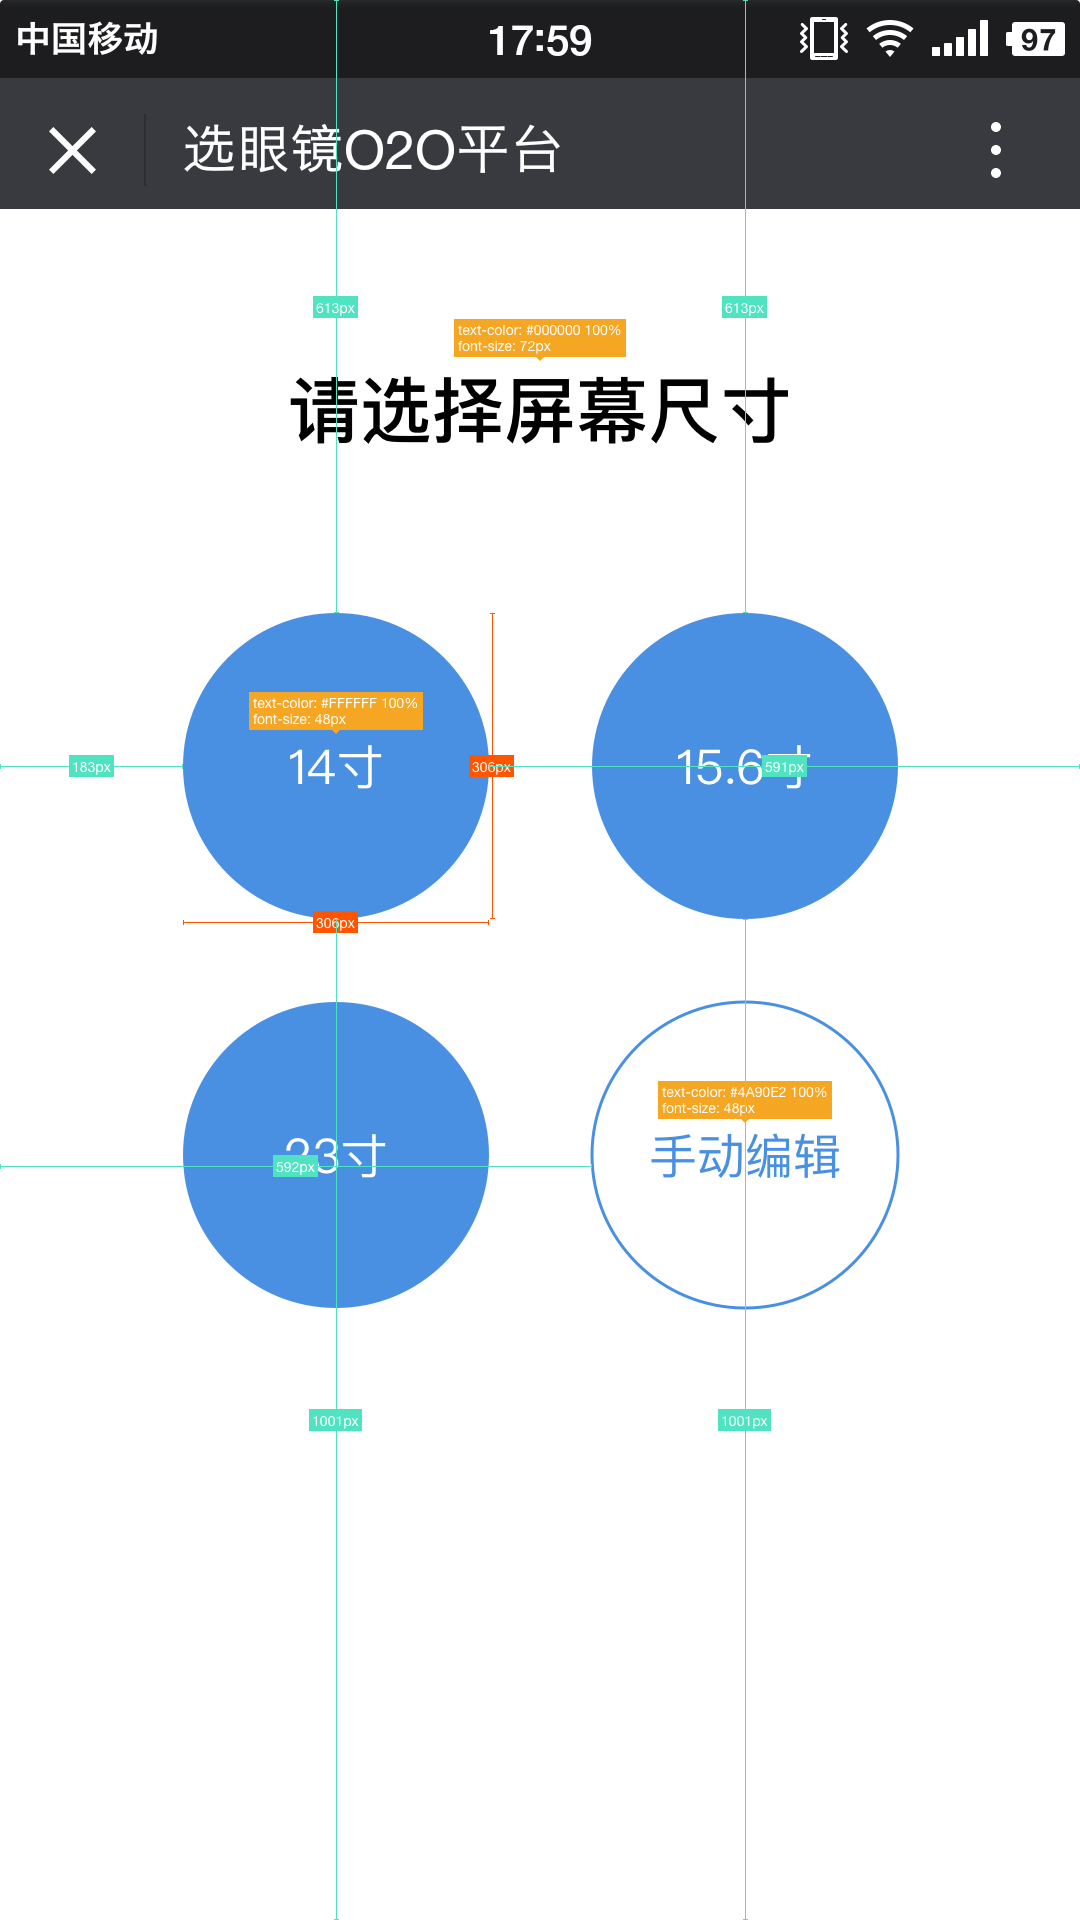 中国移动
17:59
97
选眼镜O2O平台
613px
613px
text-color: #000000 100%
font-size: 72px
请选择屏幕尺寸
text-color: #FFFFFF 100%
font-size: 48px
183px
14寸
306px
15.6寸
591px
306px
text-color: #4A90E2 100%
font-size: 48px
23寸
592px
手动编辑
1001px
1001px